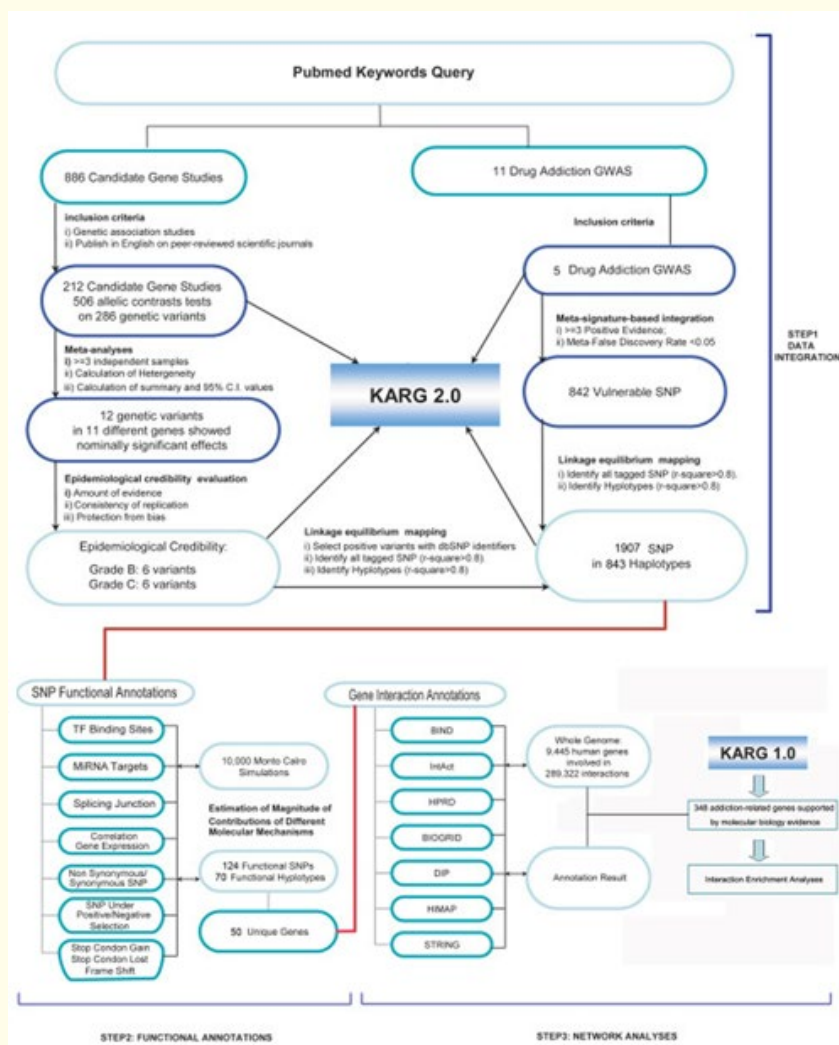 Pubmed Keywords Query
886 Candidate Gene Studies
11 Drug Addiction GWAS
inclusion criteria
i) Genetic association studies
ii) Publish in English on peer-reviewed scientific journals
Inclusion criteria
212 Candidate Gene Studies
506 allelic contrasts tests
on 286 genetic variants
5 Drug Addiction GWAS
Meta-analyses
i) >=3 independent samples
ii) Calculation of Hetergeneity
iii) Calculation of summary and 95% C.I. values
Meta-signature-based integration
i) >=3 Positive Evidence;
ii) Meta-False Discovery Rate <0.05
KARG 2.0
842 Vulnerable SNP
12 genetic variants
in 11 different genes showed
nominally significant effects
Linkage equilibrium mapping
i) Identify all tagged SNP (r-square>0.8).
ii) Identify Hyplotypes (r-square>0.8)
Epidemiological credibility evaluation
i) Amount of evidence
ii) Consistency of replication
iii) Protection from bias
Epidemiological Credibility:
Grade B: 6 variants
Grade C: 6 variants
Linkage equilibrium mapping
i) Select positive variants with dbSNP identifiers
ii) Identify all tagged SNP (r-square>0.8)
iii) Identify Hyplotypes (r-square>0.8)
1907 SNP
in 843 Haplotypes
STEP1
DATA
INTEGRATION
SNP Functional Annotations
TF Binding Sites
MiRNA Targets
Splicing Junction
Correlation
Gene Expression
Non Synonymous/
Synonymous SNP
SNP Under
Positive/Negative
Selection
Stop Condon Gain
Stop Condon Lost
Frame Shift
10,000 Monto Cairo
Simulations
Estimation of Magnitude of
Contributions of Different
Molecular Mechanisms
124 Functional SNPs
70 Functional Hyplotypes
50 Unique Genes
Gene Interaction Annotations
BIND
IntAct
HPRD
BIOGRID
DIP
HIMAP
STRING
Whole Genome:
9,445 human genes
involved in
289,322 interactions
Annotation Result
KARG 1.0
348 addiction-related genes supported
by molecular biology evidence
Interaction Enrichment Analyses
STEP2: FUNCTIONAL ANNOTATIONS
STEP3: NETWORK ANALYSES